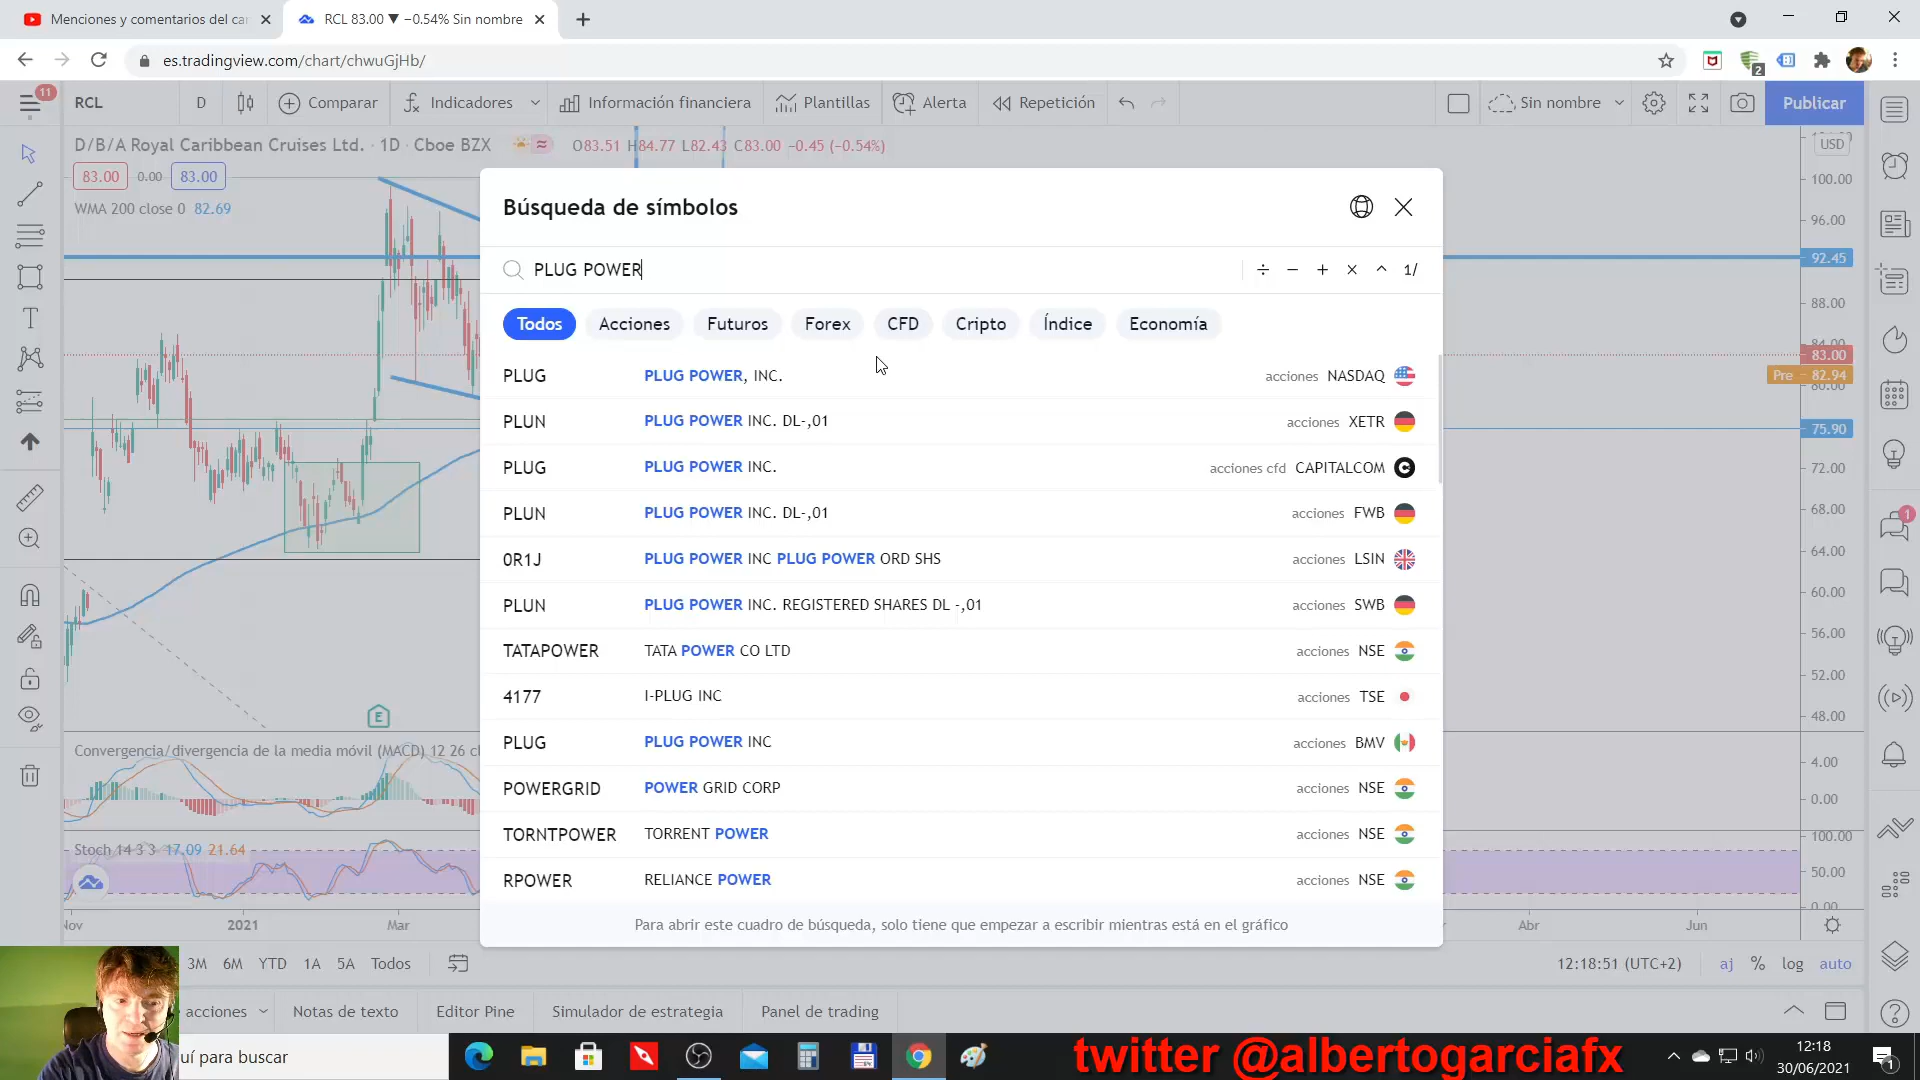 Menciones y comentarios del ca
RCL 83.00 ▼ −0.54% Sin nombre
es.tradingview.com/chart/chwuGjHb/
2
11
RCL
D
Comparar
Indicadores
Información financiera
Plantillas
Alerta
Repetición
Sin nombre
Publicar
D/B/A Royal Caribbean Cruises Ltd. · 1D · Cboe BZX
O83.51 H84.77 L82.43 C83.00 −0.45 (−0.54%)
83.00 0.00 83.00
WMA 200 close 0 82.69
USD
100.00
96.00
92.45
88.00
84.00
83.00
Pre 82.94
80.00
75.90
72.00
68.00
64.00
60.00
56.00
52.00
48.00
4.00
0.00
100.00
50.00
0.00
Búsqueda de símbolos
PLUG POWER
÷ − + × ^ 1/
Todos Acciones Futuros Forex CFD Cripto Índice Economía
PLUG PLUG POWER, INC. acciones NASDAQ
PLUN PLUG POWER INC. DL-,01 acciones XETR
PLUG PLUG POWER INC. acciones cfd CAPITALCOM
PLUN PLUG POWER INC. DL-,01 acciones FWB
0R1J PLUG POWER INC PLUG POWER ORD SHS acciones LSIN
PLUN PLUG POWER INC. REGISTERED SHARES DL -,01 acciones SWB
TATAPOWER TATA POWER CO LTD acciones NSE
4177 I-PLUG INC acciones TSE
PLUG PLUG POWER INC acciones BMV
POWERGRID POWER GRID CORP acciones NSE
TORNTPOWER TORRENT POWER acciones NSE
RPOWER RELIANCE POWER acciones NSE
Para abrir este cuadro de búsqueda, solo tiene que empezar a escribir mientras está en el gráfico
E
Convergencia/divergencia de la media móvil (MACD) 12 26 cl
Stoch 14 3 3 17.09 21.64
Nov 2021 Mar Abr Jun
3M 6M YTD 1A 5A Todos
12:18:51 (UTC+2)
aj % log auto
1
acciones
Notas de texto
Editor Pine
Simulador de estrategia
Panel de trading
uí para buscar
twitter @albertogarciafx
12:18
30/06/2021
1